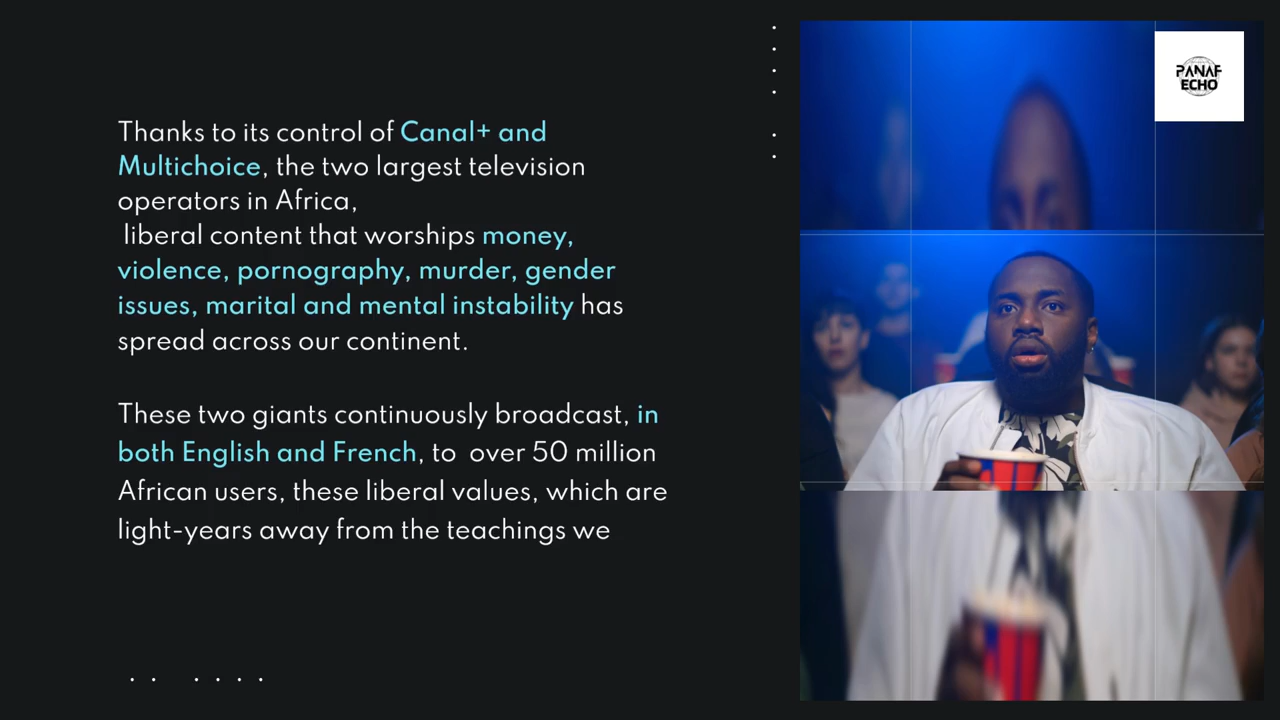 Thanks to its control of Canal+ and
Multichoice, the two largest television
operators in Africa,
liberal content that worships money,
violence, pornography, murder, gender
issues, marital and mental instability has
spread across our continent.
These two giants continuously broadcast, in
both English and French, to over 50 million
African users, these liberal values, which are
light-years away from the teachings we
PANAF
ECHO